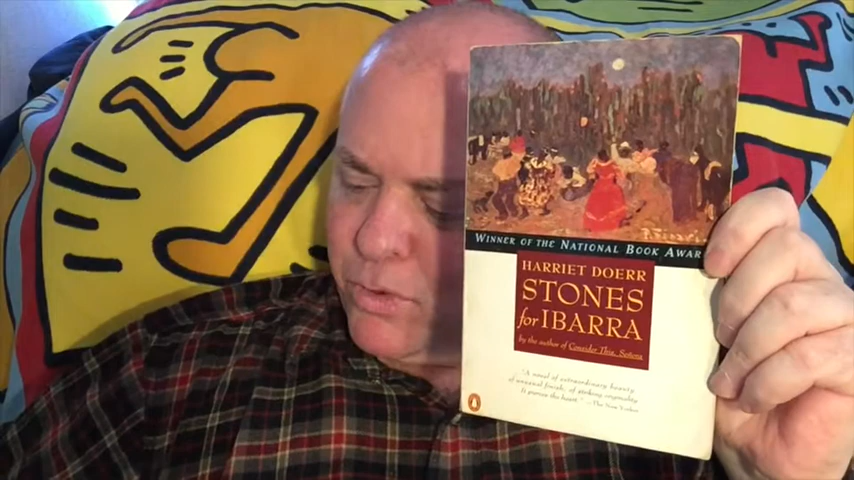 WINNER OF THE NATIONAL BOOK AWAR
HARRIET DOERR
STONES
for IBARRA
by the author of Consider This, Señora
"A novel of extraordinary beauty,
of unusual finish, of striking originality.
It pierces the heart." —The New Yorker